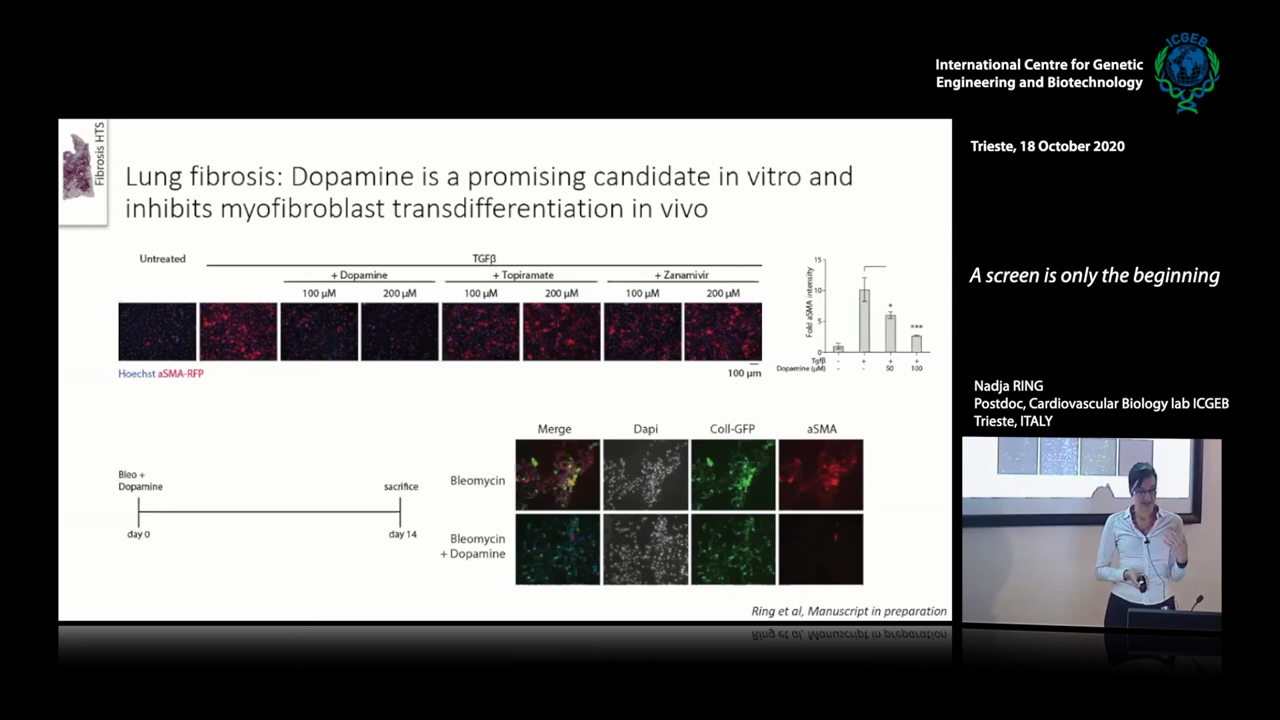 ICGEB
International Centre for Genetic
Engineering and Biotechnology
Trieste, 18 October 2020
A screen is only the beginning
Nadja RING
Postdoc, Cardiovascular Biology lab ICGEB
Trieste, ITALY
Fibrosis HTS
Lung fibrosis: Dopamine is a promising candidate in vitro and
inhibits myofibroblast transdifferentiation in vivo
Untreated
TGFβ
+ Dopamine
+ Topiramate
+ Zanamivir
100 µM
200 µM
100 µM
200 µM
100 µM
200 µM
Hoechst aSMA-RFP
100 µm
Fold aSMA intensity
15
10
5
0
*
***
Tgfβ - + + +
Dopamine (µM) - - 50 100
Bleo +
Dopamine
sacrifice
day 0
day 14
Merge
Dapi
Coll-GFP
aSMA
Bleomycin
Bleomycin
+ Dopamine
Ring et al, Manuscript in preparation